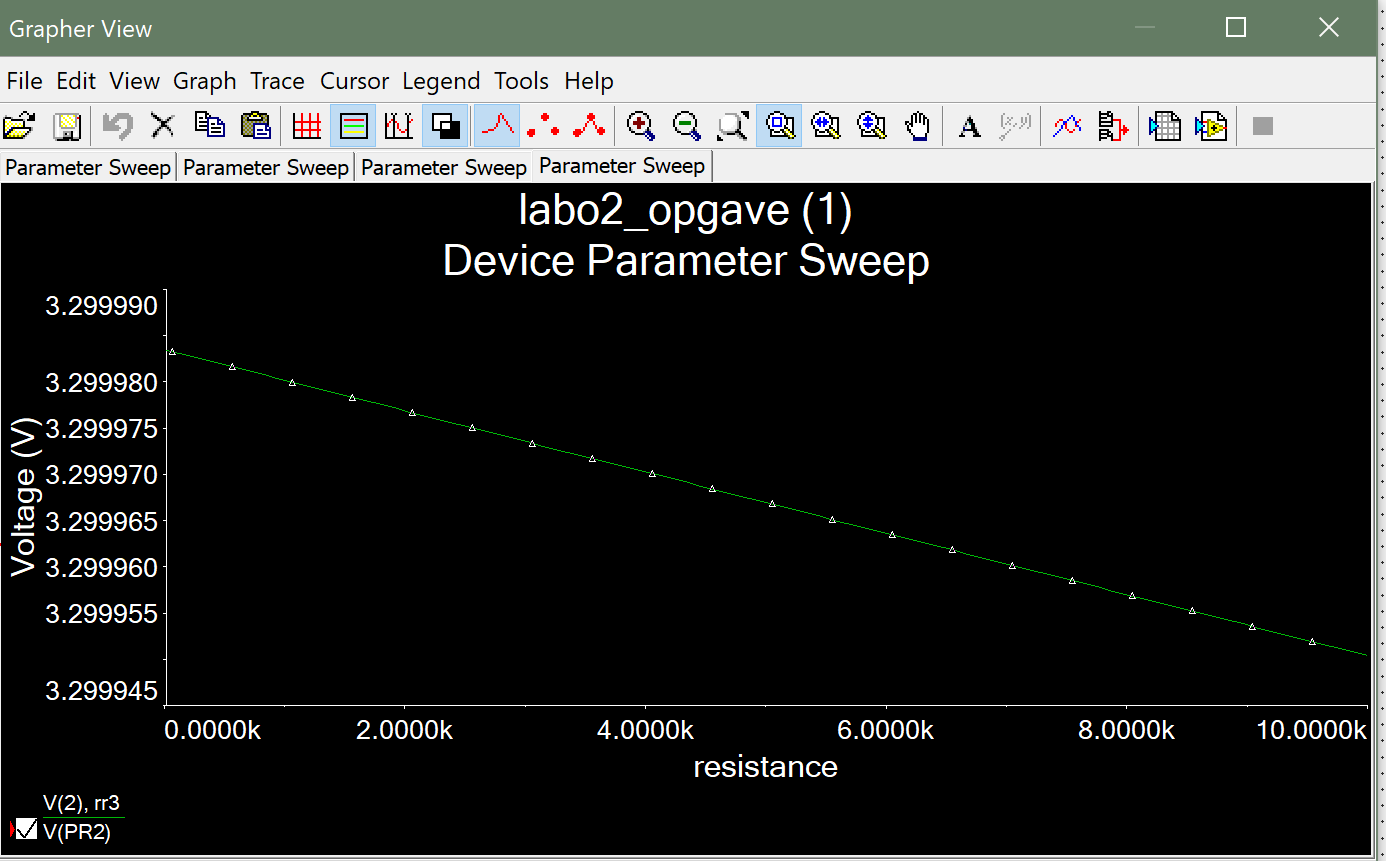 Grapher View
File Edit View Graph Trace Cursor Legend Tools Help
A
Parameter Sweep Parameter Sweep Parameter Sweep Parameter Sweep
labo2_opgave (1)
Device Parameter Sweep
3.299990
3.299980
3.299975
3.299970
3.299965
3.299960
3.299955
3.299945
Voltage (V)
0.0000k 2.0000k 4.0000k 6.0000k 8.0000k 10.0000k
resistance
V(2), rr3
V(PR2)